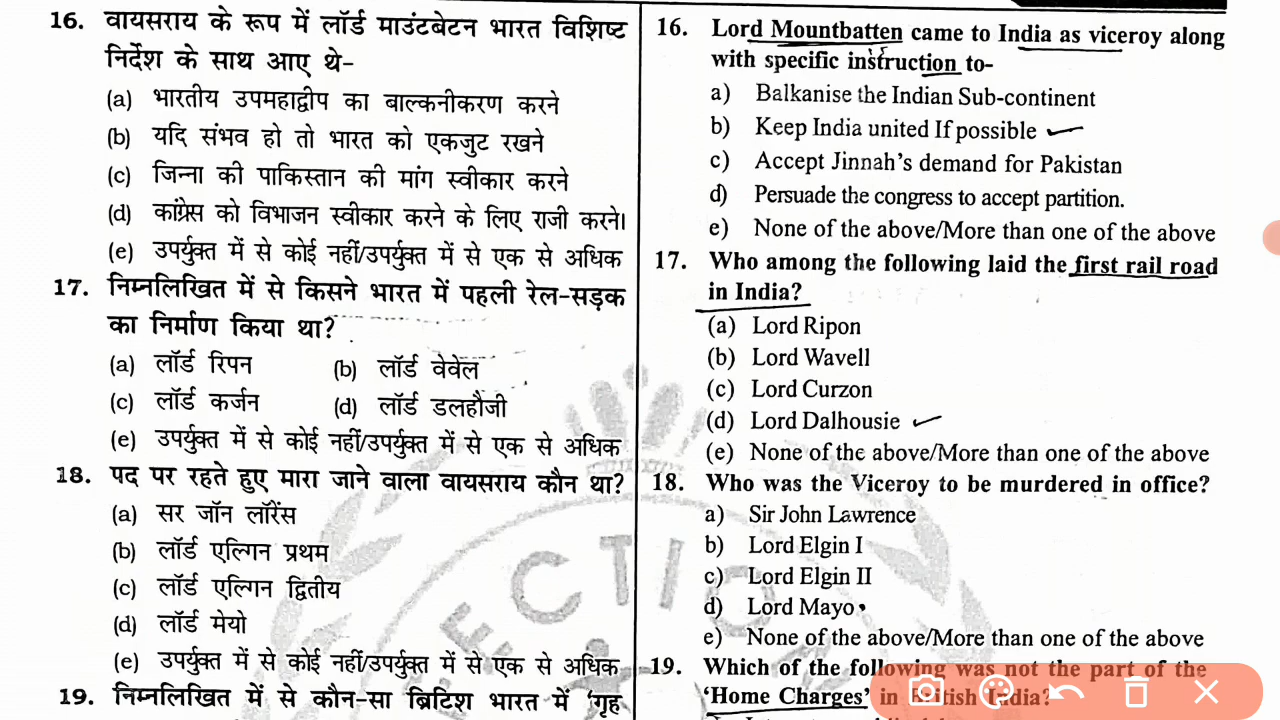 16. वायसराय के रूप में लॉर्ड माउंटबेटन भारत विशिष्ट
निर्देश के साथ आए थे-
(a) भारतीय उपमहाद्वीप का बाल्कनीकरण करने
(b) यदि संभव हो तो भारत को एकजुट रखने
(c) जिन्ना की पाकिस्तान की मांग स्वीकार करने
(d) कांग्रेस को विभाजन स्वीकार करने के लिए राजी करने।
(e) उपर्युक्त में से कोई नहीं/उपर्युक्त में से एक से अधिक
17. निम्नलिखित में से किसने भारत में पहली रेल-सड़क
का निर्माण किया था?
(a) लॉर्ड रिपन (b) लॉर्ड वेवेल
(c) लॉर्ड कर्जन (d) लॉर्ड डलहौजी
(e) उपर्युक्त में से कोई नहीं/उपर्युक्त में से एक से अधिक
18. पद पर रहते हुए मारा जाने वाला वायसराय कौन था?
(a) सर जॉन लॉरेंस
(b) लॉर्ड एल्गिन प्रथम
(c) लॉर्ड एल्गिन द्वितीय
(d) लॉर्ड मेयो
(e) उपर्युक्त में से कोई नहीं/उपर्युक्त में से एक से अधिक
19. निम्नलिखित में से कौन-सा ब्रिटिश भारत में 'गृह
16. Lord Mountbatten came to India as viceroy along
with specific instruction to-
a) Balkanise the Indian Sub-continent
b) Keep India united If possible
c) Accept Jinnah's demand for Pakistan
d) Persuade the congress to accept partition.
e) None of the above/More than one of the above
17. Who among the following laid the first rail road
in India?
(a) Lord Ripon
(b) Lord Wavell
(c) Lord Curzon
(d) Lord Dalhousie
(e) None of the above/More than one of the above
18. Who was the Viceroy to be murdered in office?
a) Sir John Lawrence
b) Lord Elgin I
c) Lord Elgin II
d) Lord Mayo
e) None of the above/More than one of the above
19. Which of the following was not the part of the
'Home Charges' in British India?
ECTIO